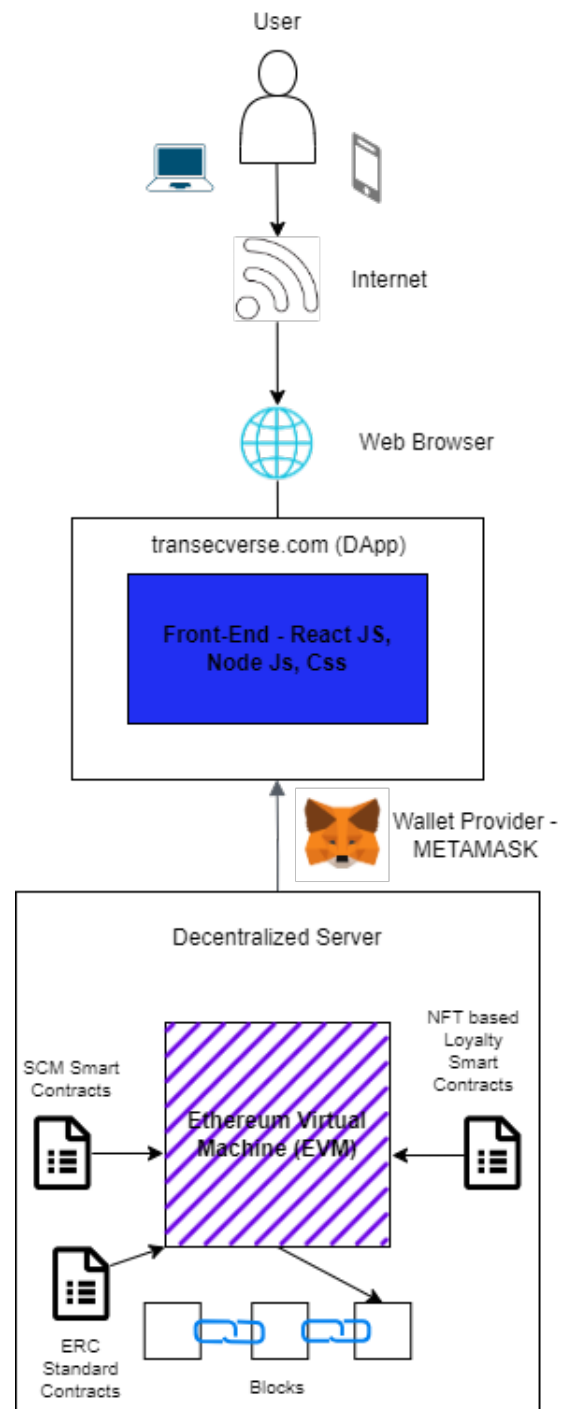 User
Internet
Web Browser
transecverse.com (DApp)
Front-End - React JS,
Node Js, Css
Wallet Provider -
METAMASK
Decentralized Server
SCM Smart
Contracts
NFT based
Loyalty
Smart
Contracts
Ethereum Virtual
Machine (EVM)
ERC
Standard
Contracts
Blocks